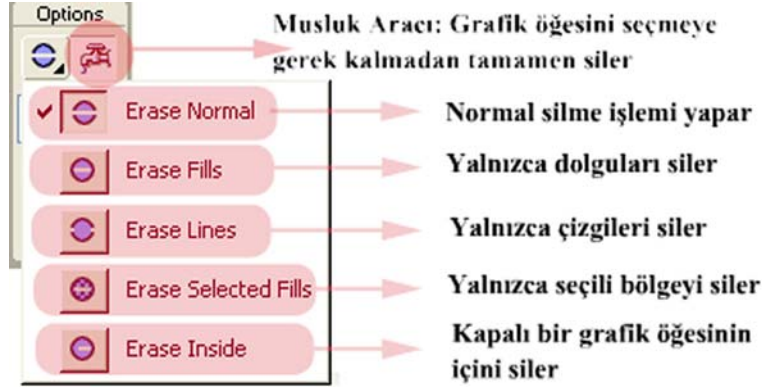 Options
Musluk Aracı: Grafik öğesini seçmeye
gerek kalmadan tamamen siler
Erase Normal
Normal silme işlemi yapar
Erase Fills
Yalnızca dolguları siler
Erase Lines
Yalnızca çizgileri siler
Erase Selected Fills
Yalnızca seçili bölgeyi siler
Erase Inside
Kapalı bir grafik öğesinin
içini siler